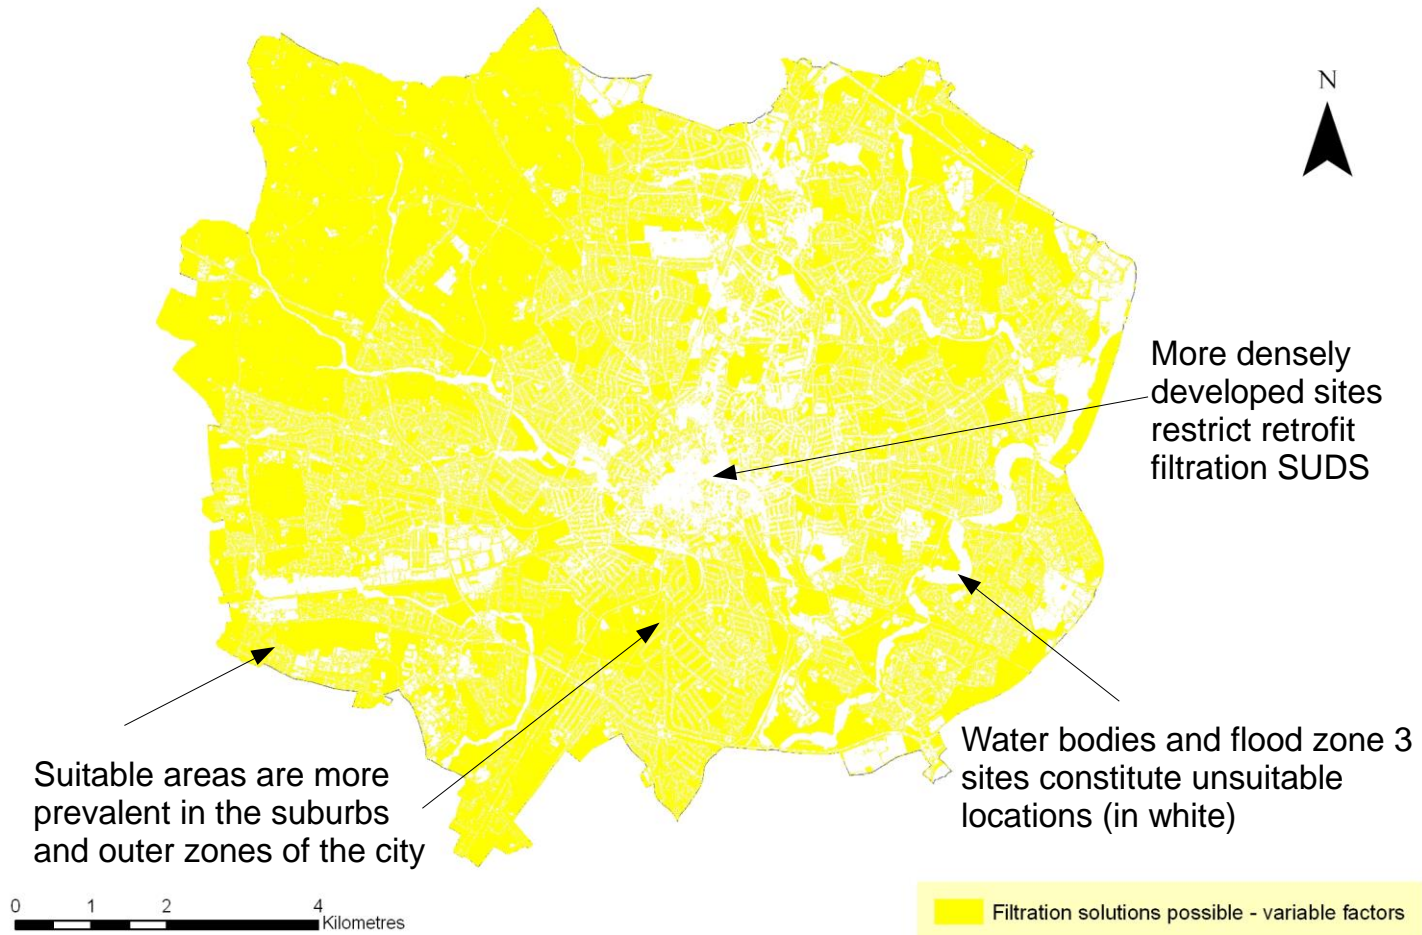 N
More densely
developed sites
restrict retrofit
filtration SUDS
Water bodies and flood zone 3
sites constitute unsuitable
locations (in white)
Suitable areas are more
prevalent in the suburbs
and outer zones of the city
0 1 2 4
Kilometres
Filtration solutions possible - variable factors